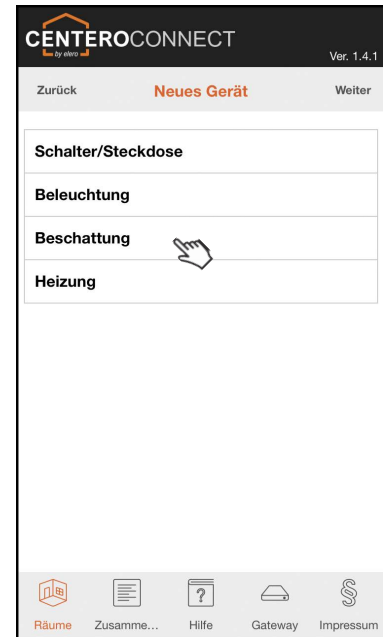 CENTEROCONNECT
by elero
Ver. 1.4.1
Zurück Neues Gerät Weiter
Schalter/Steckdose
Beleuchtung
Beschattung
Heizung
?
§
Räume Zusamme... Hilfe Gateway Impressum